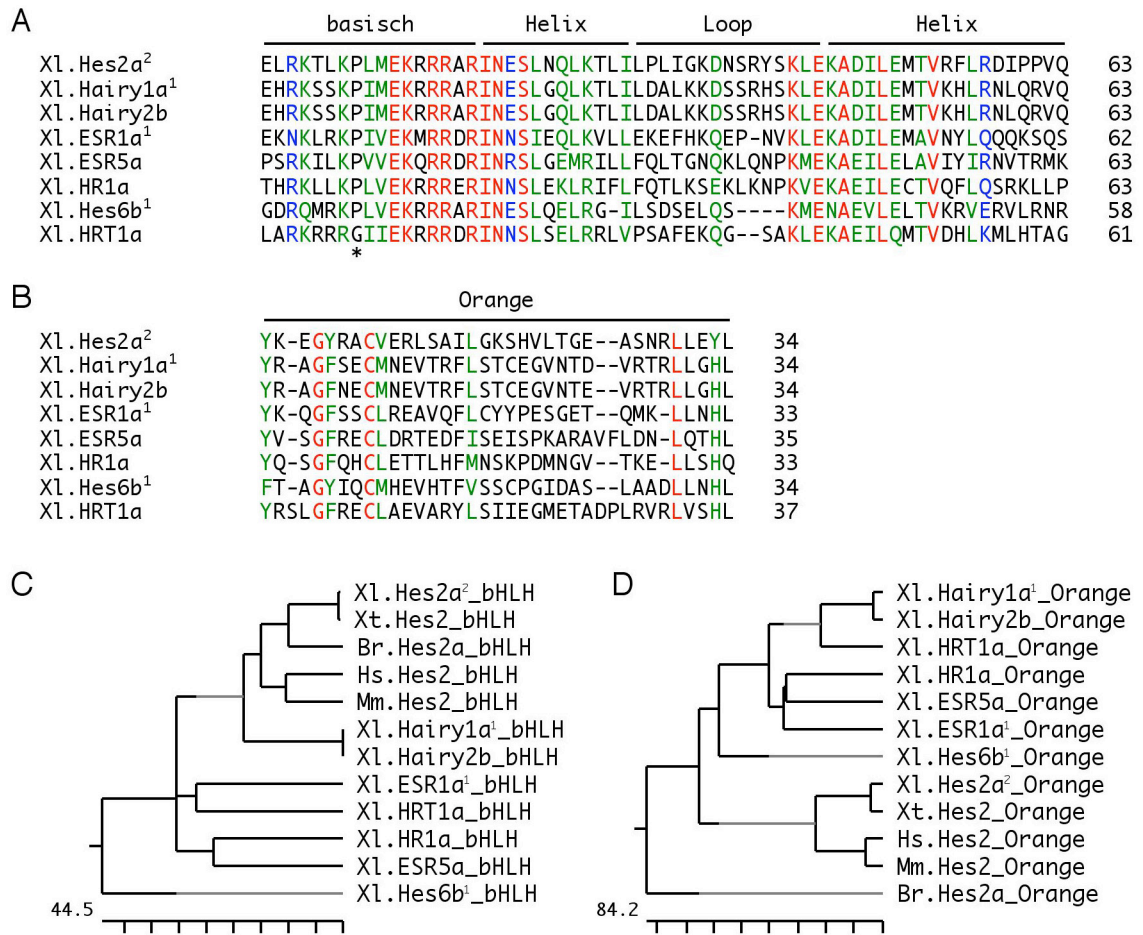 A
basisch Helix Loop Helix
Xl.Hes2a² ELRKTLKPLMEKRRRARINESLNQLKTLILPLIGKDNSRYSKLEKADILEMTVRFLRDIPPVQ 63
Xl.Hairy1a¹ EHRKSSKPIMEKRRRARINESLGQLKTLILDALKKDSSRHSKLEKADILEMTVKHLRNLQRVQ 63
Xl.Hairy2b EHRKSSKPIMEKRRRARINESLGQLKTLILDALKKDSSRHSKLEKADILEMTVKHLRNLQRVQ 63
Xl.ESR1a¹ EKNKLRKPIVEKMRRDRINNSIEQLKVLLEKEFHKQEP-NVKLEKADILEMAVNYLQQQKSQS 62
Xl.ESR5a PSRKILKPVVEKQRRDRINRSLGEMRILLFQLTGNQKLQNPKMEKAEILELAVIYIRNVTRMK 63
Xl.HR1a THRKLLKPLVEKRRRERINNSLEKLRIFLFQTLKSEKLKNPKVEKAEILECTVQFLQSRKLLP 63
Xl.Hes6b¹ GDRQMRKPLVEKRRRARINESLQELRG-ILSDSELQS----KMENAEVLELTVKRVERVLRNR 58
Xl.HRT1a LARKRRRGIIEKRRRDRINNSLSELRRLVPSAFEKQG--SAKLEKAEILQMTVDHLKMLHTAG 61
*
B
Orange
Xl.Hes2a² YK-EGYRACVERLSAILGKSHVLTGE--ASNRLLEYL 34
Xl.Hairy1a¹ YR-AGFSECMNEVTRFLSTCEGVNTD--VRTRLLGHL 34
Xl.Hairy2b YR-AGFNECMNEVTRFLSTCEGVNTE--VRTRLLGHL 34
Xl.ESR1a¹ YK-QGFSSCLREAVQFLCYYPESGET--QMK-LLNHL 33
Xl.ESR5a YV-SGFRECLDRTEDFISEISPKARAVFLDN-LQTHL 35
Xl.HR1a YQ-SGFQHCLETTLHFMNSKPDMNGV--TKE-LLSHQ 33
Xl.Hes6b¹ FT-AGYIQCMHEVHTFVSSCPGIDAS--LAADLLNHL 34
Xl.HRT1a YRSLGFRECLAEVARYLSIIEGMETADPLRVRLVSHL 37
C
Xl.Hes2a²_bHLH
Xt.Hes2_bHLH
Br.Hes2a_bHLH
Hs.Hes2_bHLH
Mm.Hes2_bHLH
Xl.Hairy1a¹_bHLH
Xl.Hairy2b_bHLH
Xl.ESR1a¹_bHLH
Xl.HRT1a_bHLH
Xl.HR1a_bHLH
Xl.ESR5a_bHLH
Xl.Hes6b¹_bHLH
44.5
D
Xl.Hairy1a¹_Orange
Xl.Hairy2b_Orange
Xl.HRT1a_Orange
Xl.HR1a_Orange
Xl.ESR5a_Orange
Xl.ESR1a¹_Orange
Xl.Hes6b¹_Orange
Xl.Hes2a²_Orange
Xt.Hes2_Orange
Hs.Hes2_Orange
Mm.Hes2_Orange
Br.Hes2a_Orange
84.2